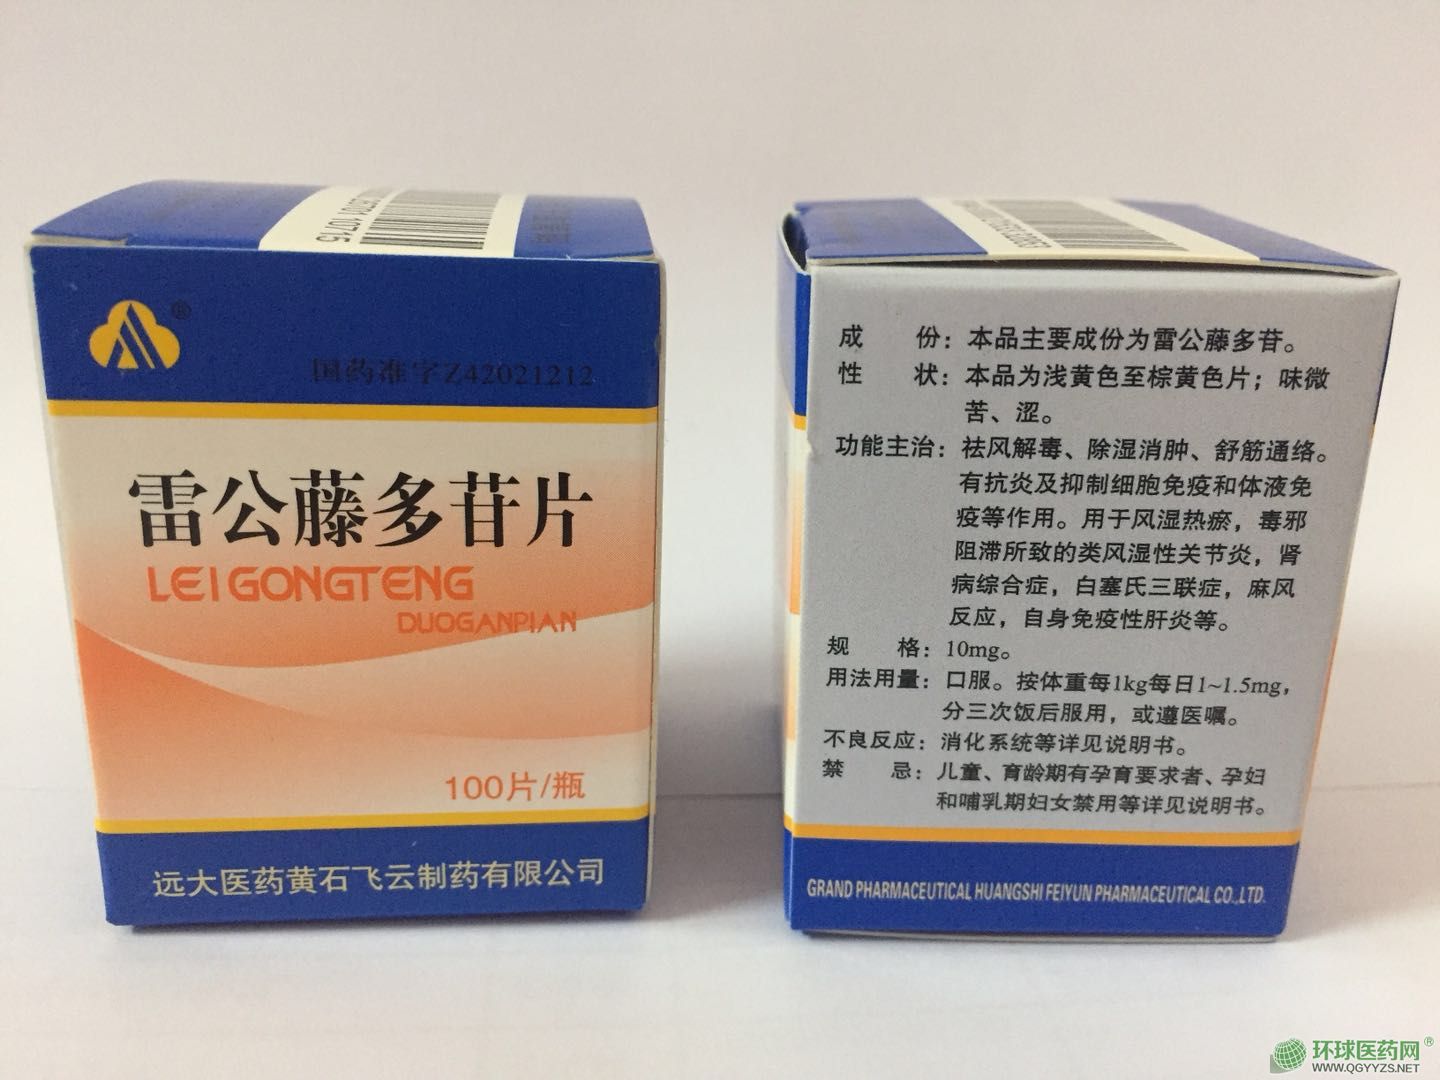 国药准字Z42021212
雷公藤多苷片
LEIGONGTENG
DUOGANPIAN
100片/瓶
远大医药黄石飞云制药有限公司
成 份：本品主要成份为雷公藤多苷。
性 状：本品为浅黄色至棕黄色片；味微
苦、涩。
功能主治：祛风解毒、除湿消肿、舒筋通络。
有抗炎及抑制细胞免疫和体液免
疫等作用。用于风湿热瘀，毒邪
阻滞所致的类风湿性关节炎，肾
病综合症，白塞氏三联症，麻风
反应，自身免疫性肝炎等。
规 格：10mg。
用法用量：口服。按体重每1kg每日1~1.5mg，
分三次饭后服用，或遵医嘱。
不良反应：消化系统等详见说明书。
禁 忌：儿童、育龄期有孕育要求者、孕妇
和哺乳期妇女禁用等详见说明书。
GRAND PHARMACEUTICAL HUANGSHI FEIYUN PHARMACEUTICAL CO.,LTD.
环球医药网®
WWW.QGYYZS.NET